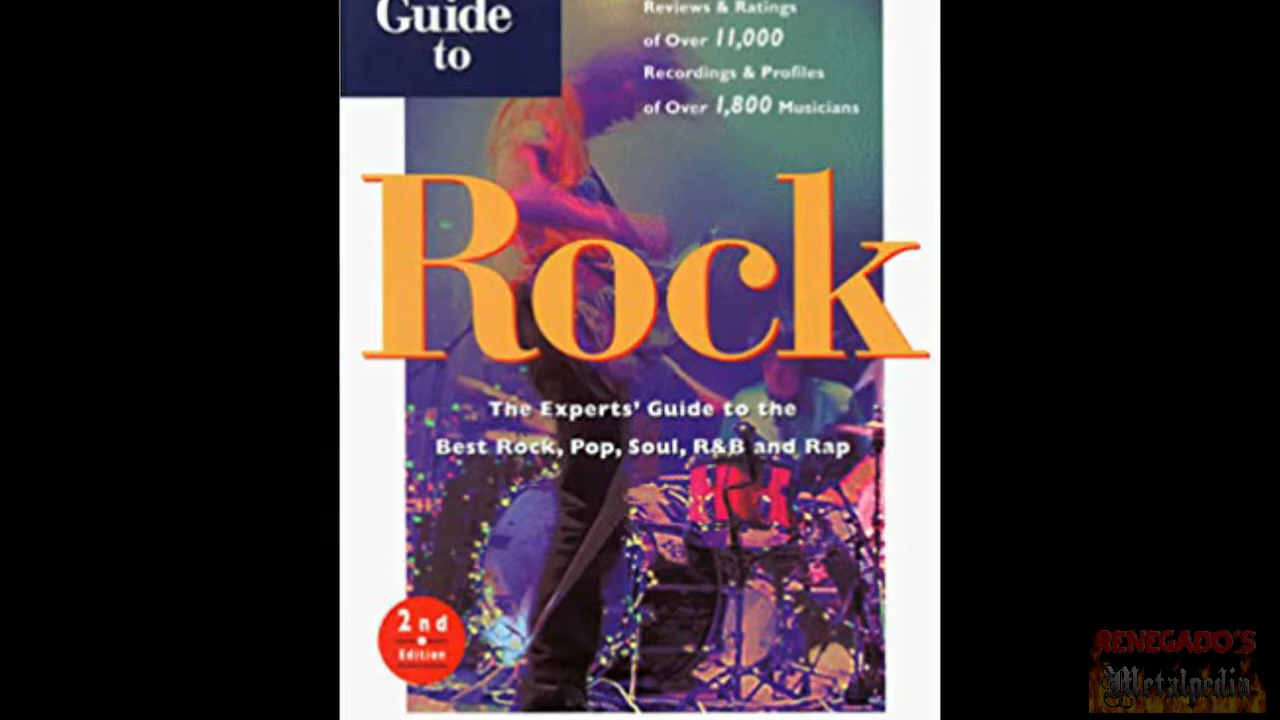 Guide
to
Reviews & Ratings
of Over 11,000
Recordings & Profiles
of Over 1,800 Musicians
Rock
The Experts' Guide to the
Best Rock, Pop, Soul, R&B and Rap
2nd
Edition
RENEGADO'S
Metalpedia